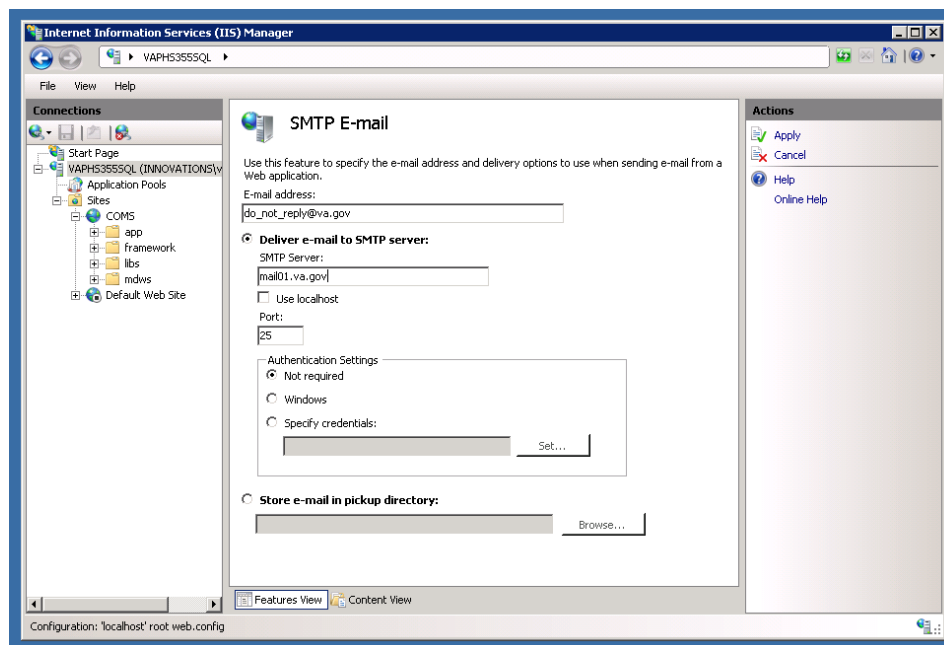 Internet Information Services (IIS) Manager
VAPHS355SQL
File View Help
Connections
Start Page
VAPHS355SQL (INNOVATIONS\v
Application Pools
Sites
COMS
app
framework
libs
mdws
Default Web Site
SMTP E-mail
Use this feature to specify the e-mail address and delivery options to use when sending e-mail from a
Web application.
E-mail address:
do_not_reply@va.gov
Deliver e-mail to SMTP server:
SMTP Server:
mail01.va.gov
Use localhost
Port:
25
Authentication Settings
Not required
Windows
Specify credentials:
Set...
Store e-mail in pickup directory:
Browse...
Features View Content View
Actions
Apply
Cancel
Help
Online Help
Configuration: 'localhost' root web.config